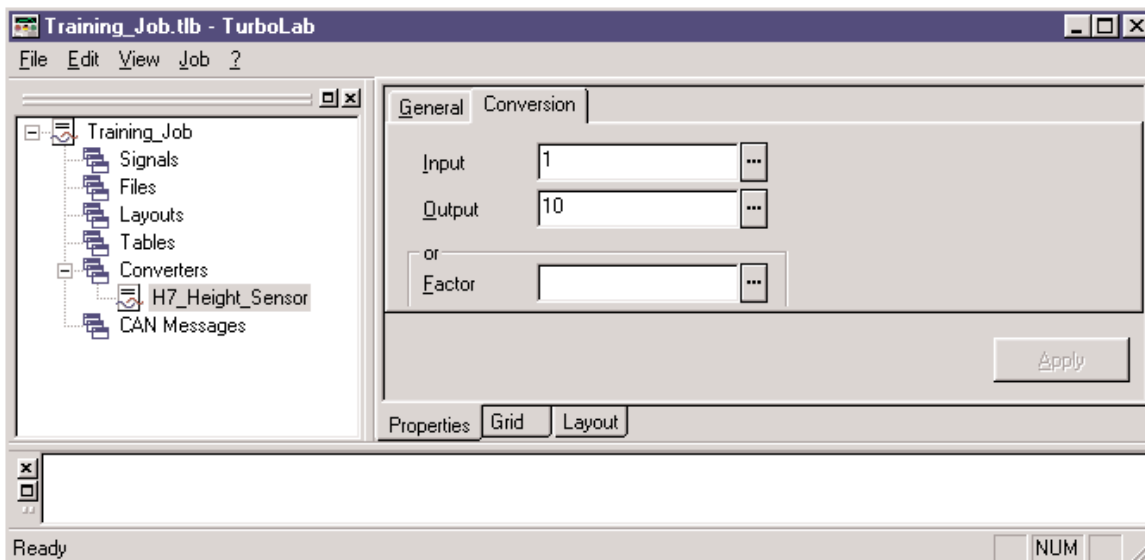 Training_Job.tlb - TurboLab
File Edit View Job ?
Training_Job
Signals
Files
Layouts
Tables
Converters
H7_Height_Sensor
CAN Messages
General Conversion
Input 1 ...
Output 10 ...
or
Factor ...
Apply
Properties Grid Layout
Ready NUM